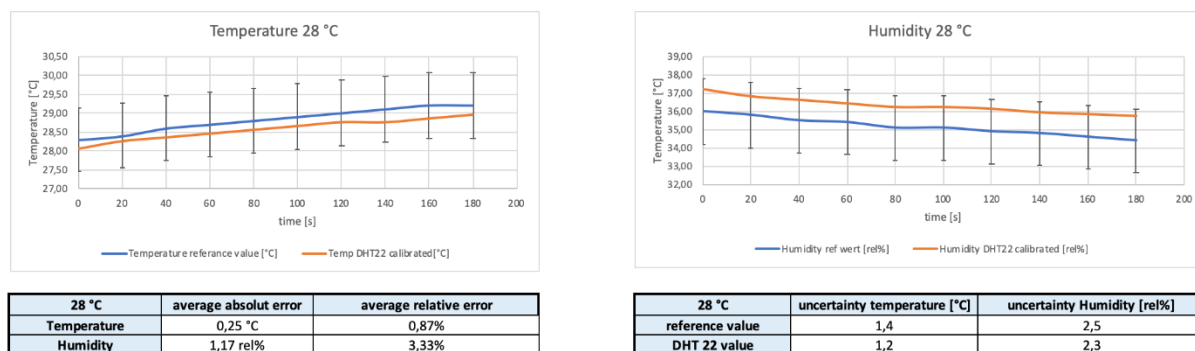 Temperature 28 °C
30,50
30,00
29,50
29,00
28,50
28,00
27,50
27,00
Temperature [°C]
0 20 40 60 80 100 120 140 160 180 200
time [s]
Temperature referance value [°C] Temp DHT22 calibrated[°C]
Humidity 28 °C
39,00
38,00
37,00
36,00
35,00
34,00
33,00
32,00
Temperature [°C]
0 20 40 60 80 100 120 140 160 180 200
time [s]
Humidity ref wert [rel%] Humidity DHT22 calibrated [rel%]
28 °C average absolut error average relative error
Temperature 0,25 °C 0,87%
Humidity 1,17 rel% 3,33%
28 °C uncertainty temperature [°C] uncertainty Humidity [rel%]
reference value 1,4 2,5
DHT 22 value 1,2 2,3